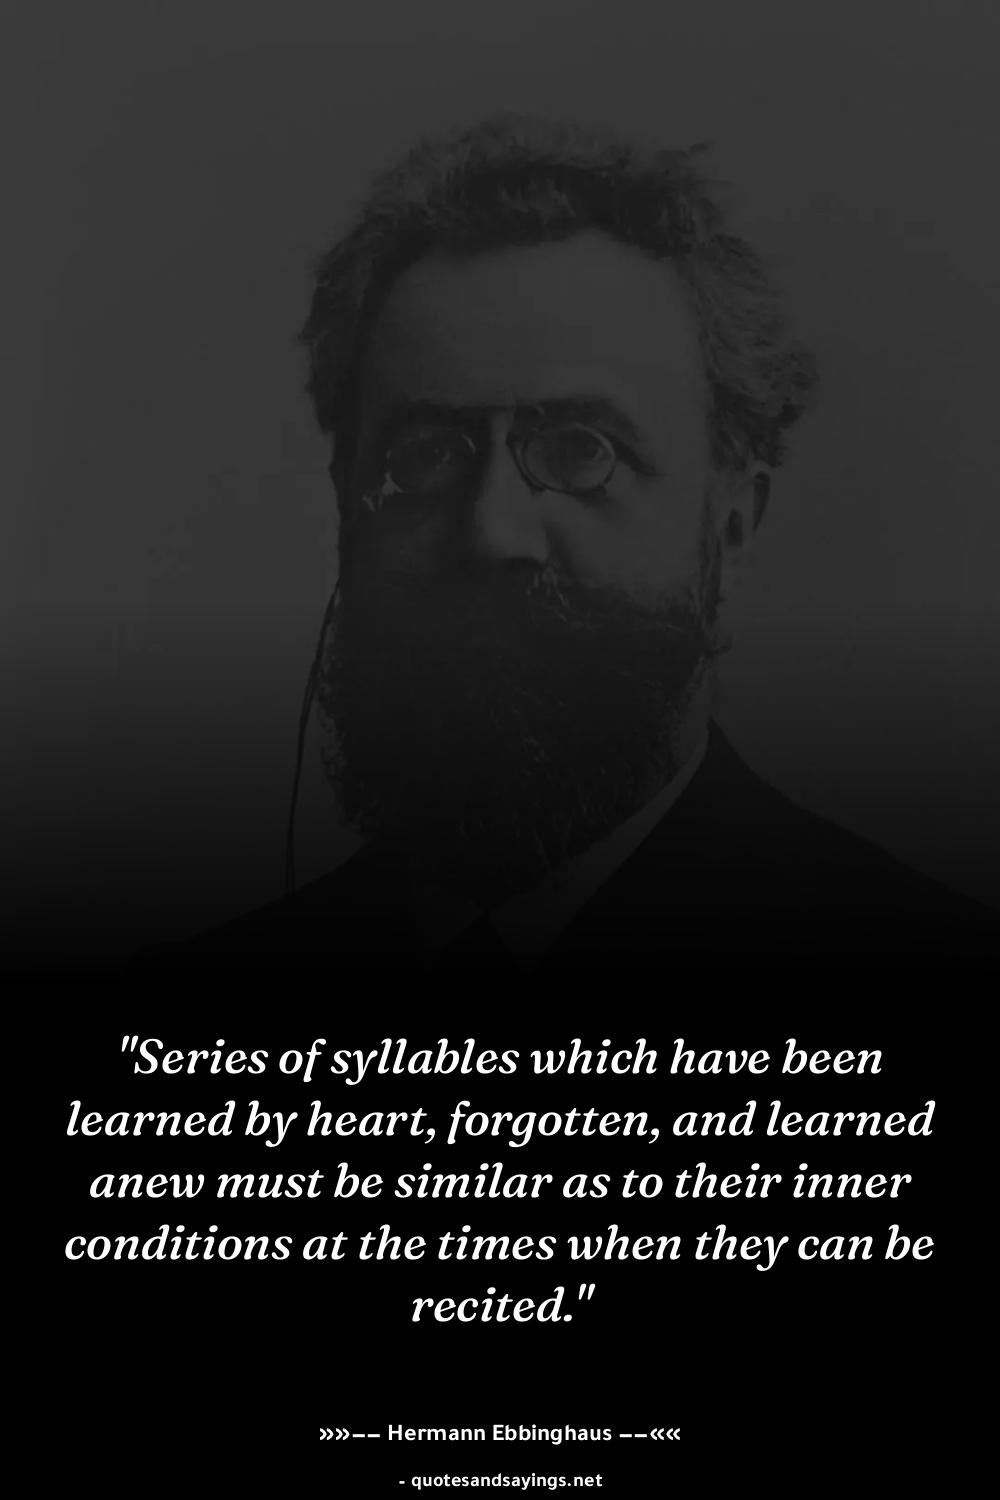 "Series of syllables which have been
learned by heart, forgotten, and learned
anew must be similar as to their inner
conditions at the times when they can be
recited."
»»–– Hermann Ebbinghaus ––««
- quotesandsayings.net